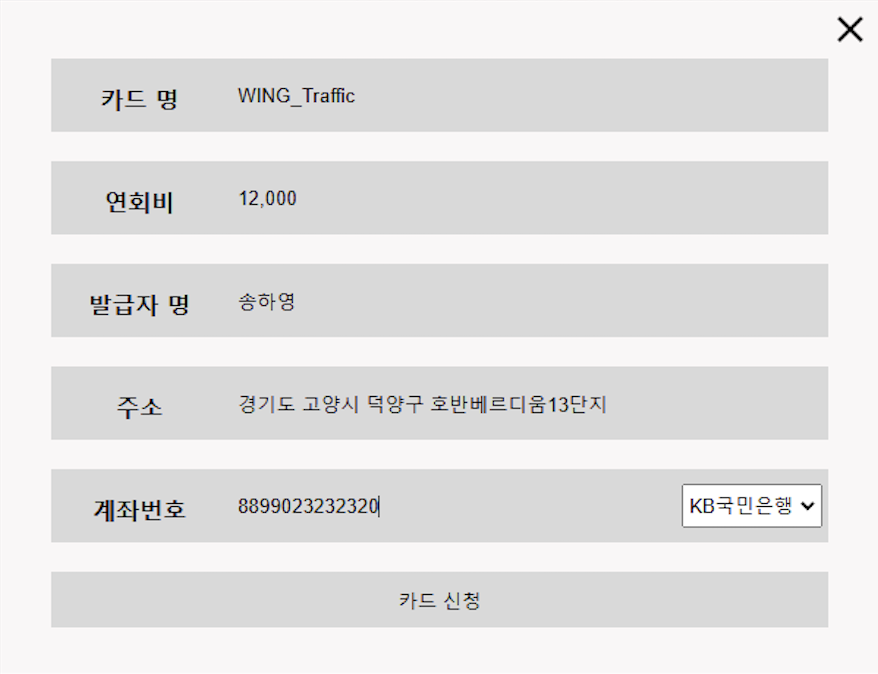 카드 명 WING_Traffic
연회비 12,000
발급자 명 송하영
주소 경기도 고양시 덕양구 호반베르디움13단지
계좌번호 8899023232320 KB국민은행
카드 신청